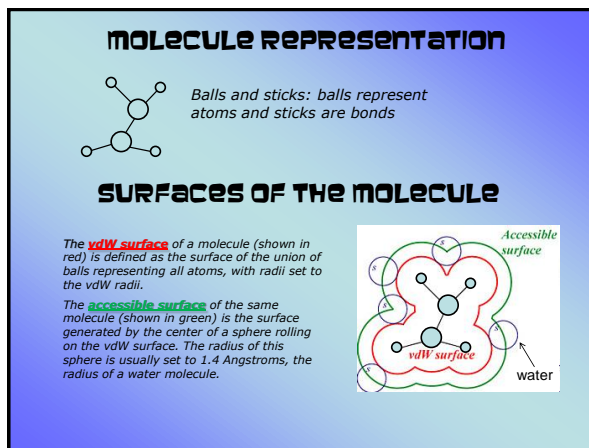 MOLECULE REPRESENTATION
Balls and sticks: balls represent
atoms and sticks are bonds
SURFACES OF THE MOLECULE
The vdW surface of a molecule (shown in
red) is defined as the surface of the union of
balls representing all atoms, with radii set to
the vdW radii.
The accessible surface of the same
molecule (shown in green) is the surface
generated by the center of a sphere rolling
on the vdW surface. The radius of this
sphere is usually set to 1.4 Angstroms, the
radius of a water molecule.
Accessible
surface
s
s
s
s
s
vdW surface
water